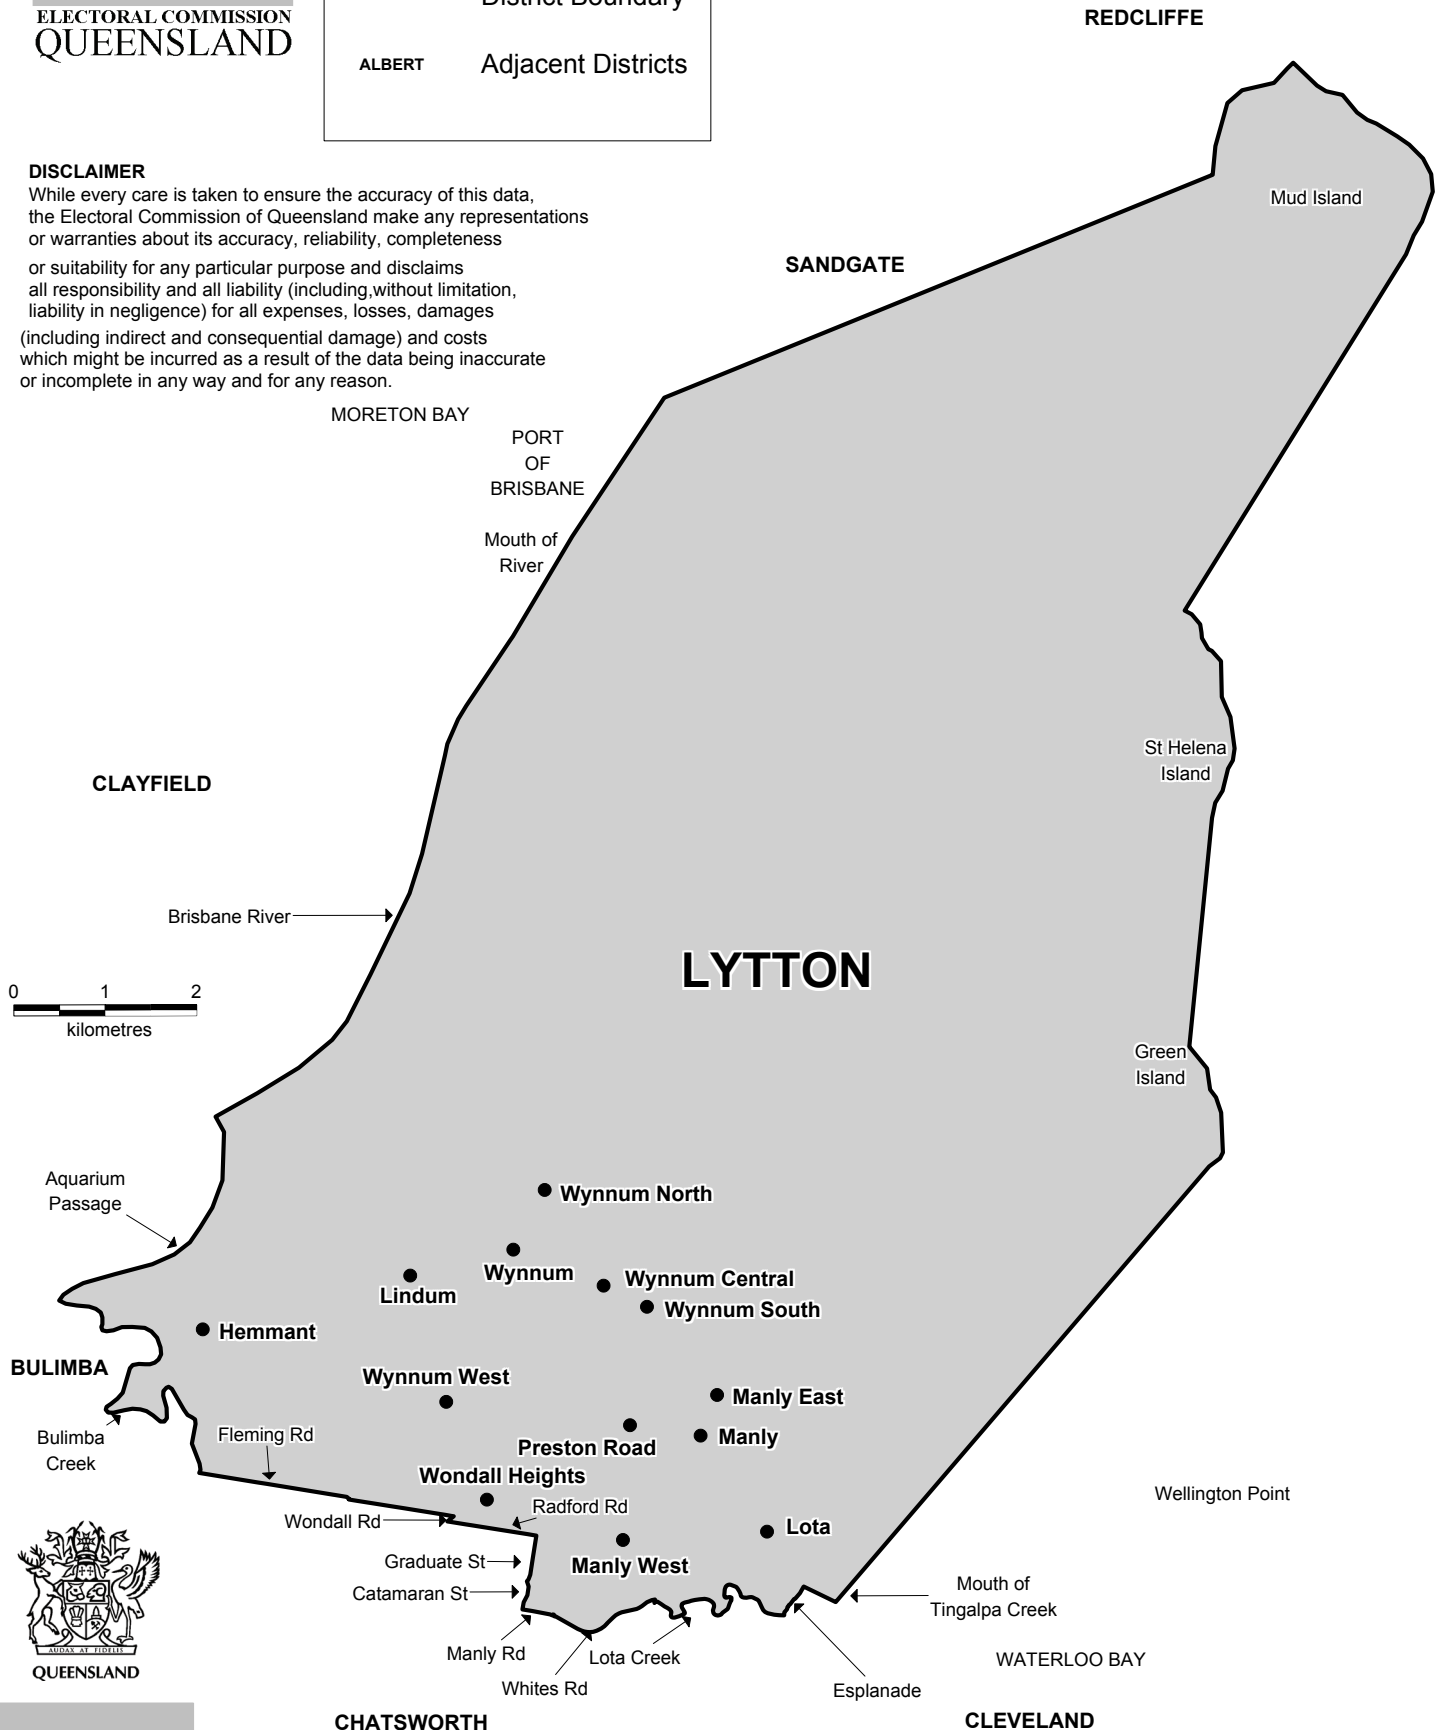 ELECTORAL COMMISSION
QUEENSLAND
District Boundary
ALBERT Adjacent Districts
REDCLIFFE
DISCLAIMER
While every care is taken to ensure the accuracy of this data,
the Electoral Commission of Queensland make any representations
or warranties about its accuracy, reliability, completeness
or suitability for any particular purpose and disclaims
all responsibility and all liability (including,without limitation,
liability in negligence) for all expenses, losses, damages
(including indirect and consequential damage) and costs
which might be incurred as a result of the data being inaccurate
or incomplete in any way and for any reason.
Mud Island
SANDGATE
MORETON BAY
PORT
OF
BRISBANE
Mouth of
River
St Helena
Island
CLAYFIELD
Brisbane River
LYTTON
0 1 2
kilometres
Green
Island
Aquarium
Passage
Wynnum North
Wynnum
Lindum
Wynnum Central
Wynnum South
Hemmant
BULIMBA
Wynnum West
Manly East
Manly
Preston Road
Bulimba
Creek
Fleming Rd
Wondall Heights
Radford Rd
Wondall Rd
Wellington Point
Lota
Manly West
Graduate St
Catamaran St
Mouth of
Tingalpa Creek
Manly Rd
Lota Creek
Whites Rd
Esplanade
WATERLOO BAY
AUDAX AT FIDELIS
QUEENSLAND
CHATSWORTH
CLEVELAND